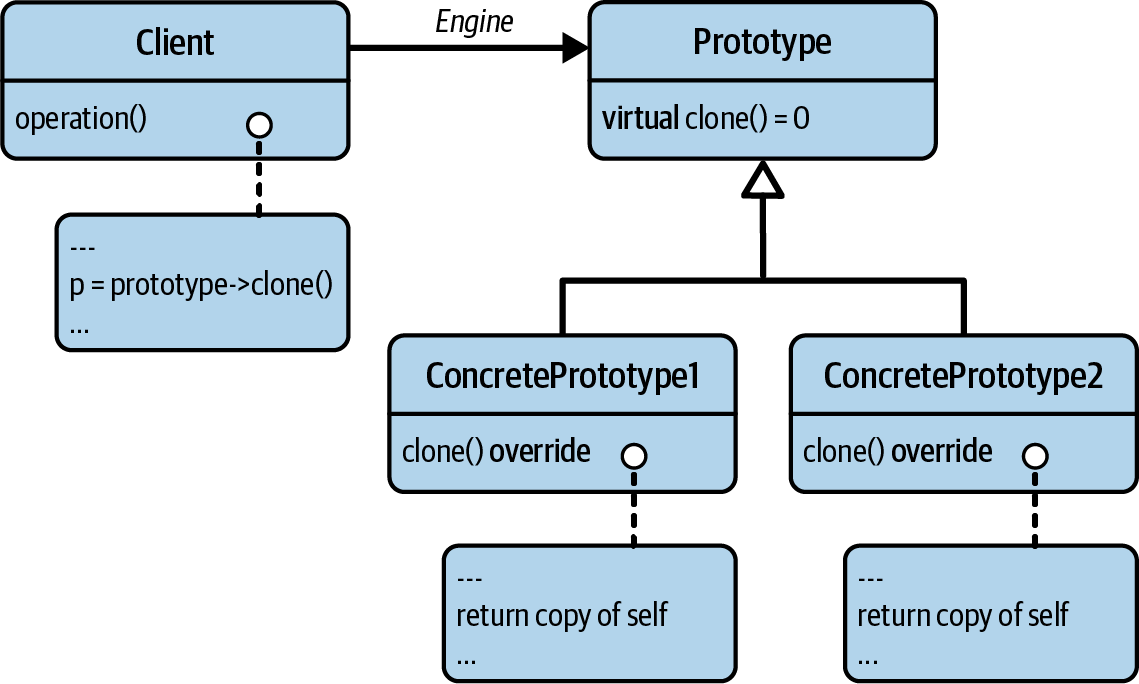 Client
Engine
Prototype
operation()
virtual clone() = 0
---
p = prototype->clone()
...
ConcretePrototype1
ConcretePrototype2
clone() override
clone() override
---
return copy of self
...
---
return copy of self
...